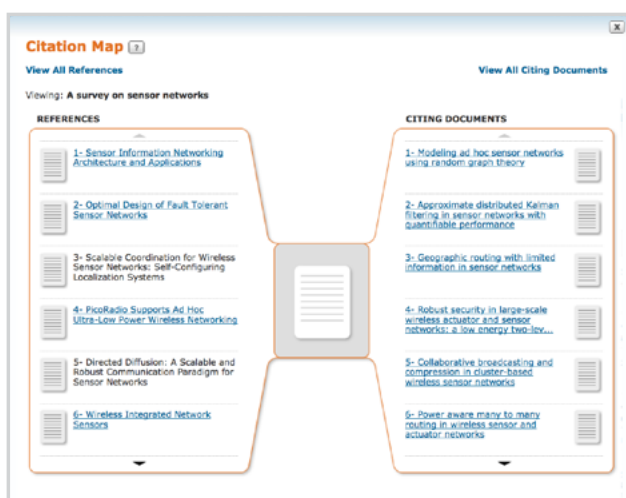 x
Citation Map ?
View All References
View All Citing Documents
Viewing: A survey on sensor networks
REFERENCES
1- Sensor Information Networking
Architecture and Applications
2- Optimal Design of Fault Tolerant
Sensor Networks
3- Scalable Coordination for Wireless
Sensor Networks: Self-Configuring
Localization Systems
4- PicoRadio Supports Ad Hoc
Ultra-Low Power Wireless Networking
5- Directed Diffusion: A Scalable and
Robust Communication Paradigm for
Sensor Networks
6- Wireless Integrated Network
Sensors
CITING DOCUMENTS
1- Modeling ad hoc sensor networks
using random graph theory
2- Approximate distributed Kalman
filtering in sensor networks with
quantifiable performance
3- Geographic routing with limited
information in sensor networks
4- Robust security in large-scale
wireless actuator and sensor
networks: a low energy two-lev...
5- Collaborative broadcasting and
compression in cluster-based
wireless sensor networks
6- Power aware many to many
routing in wireless sensor and
actuator networks